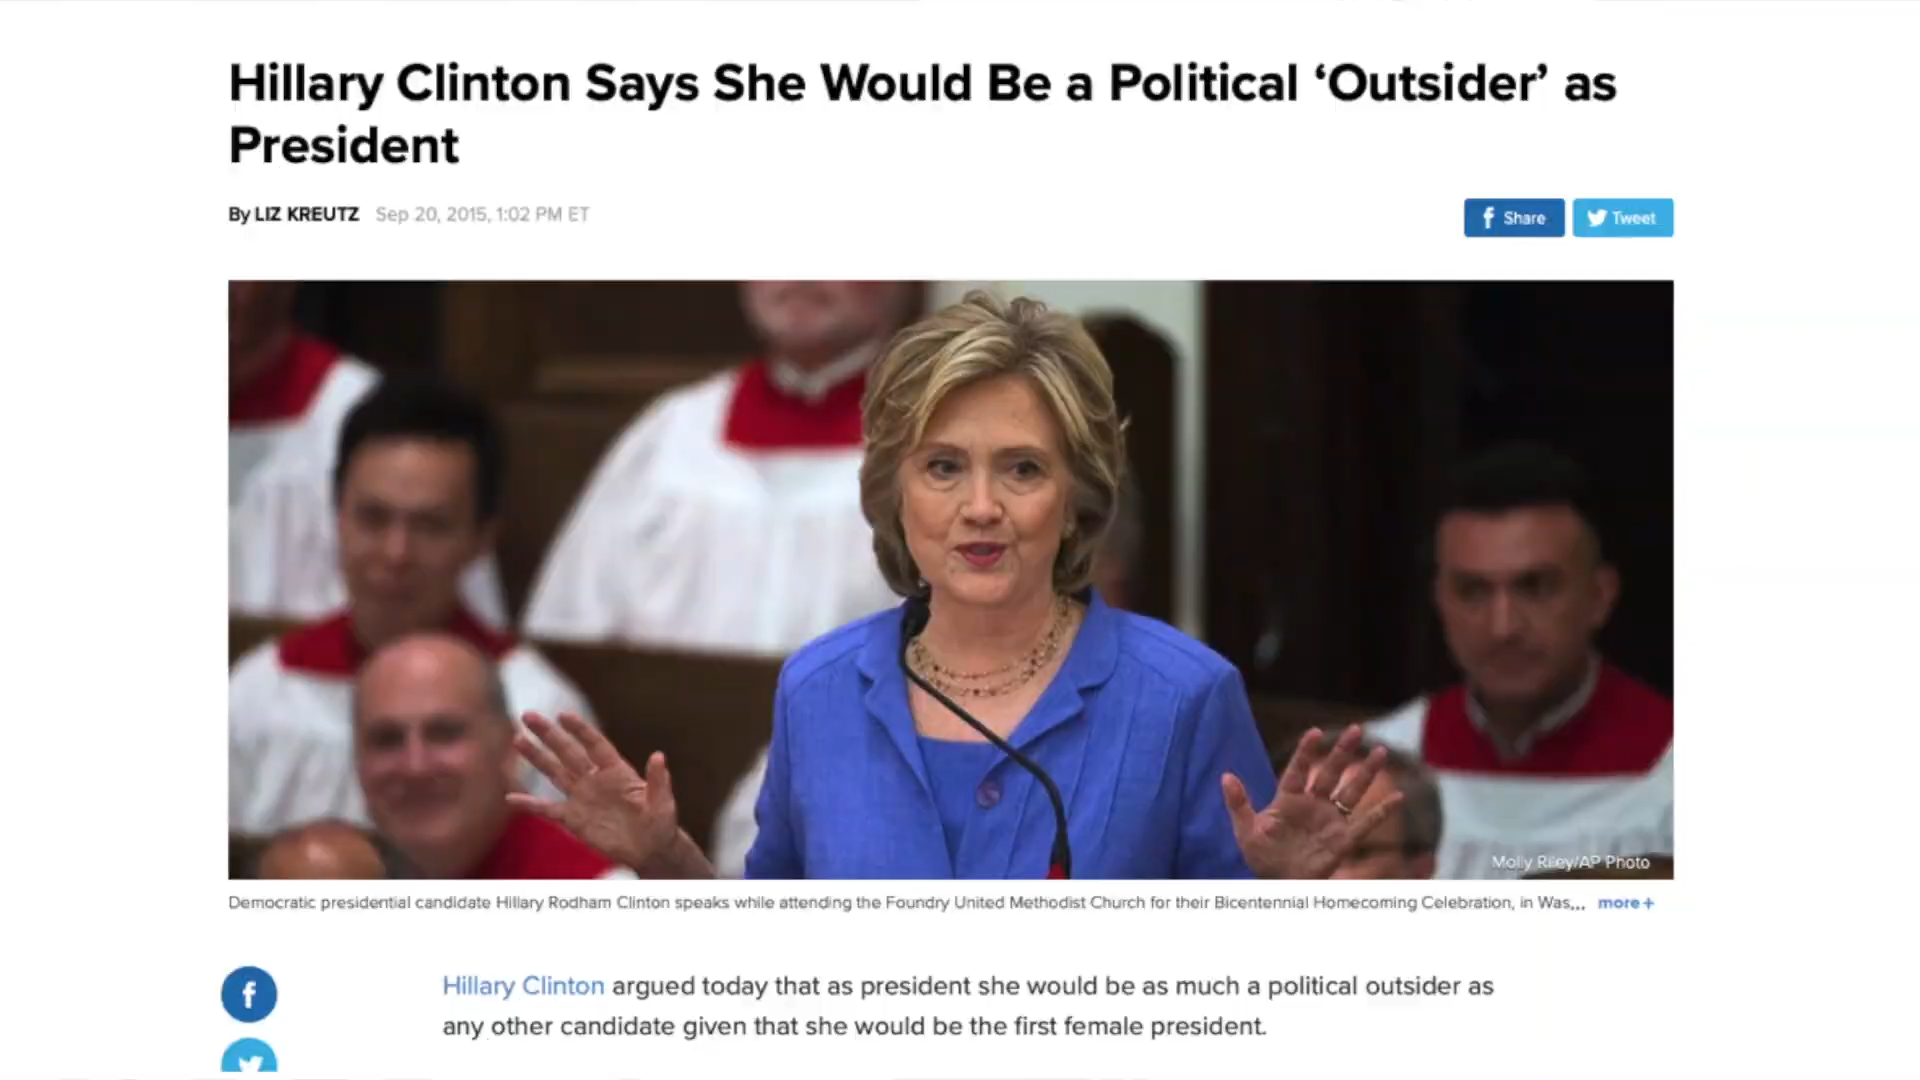 Hillary Clinton Says She Would Be a Political ‘Outsider’ as
President
By LIZ KREUTZ Sep 20, 2015, 1:02 PM ET
Share
Tweet
Molly Riley/AP Photo
Democratic presidential candidate Hillary Rodham Clinton speaks while attending the Foundry United Methodist Church for their Bicentennial Homecoming Celebration, in Was... more +
Hillary Clinton argued today that as president she would be as much a political outsider as
any other candidate given that she would be the first female president.